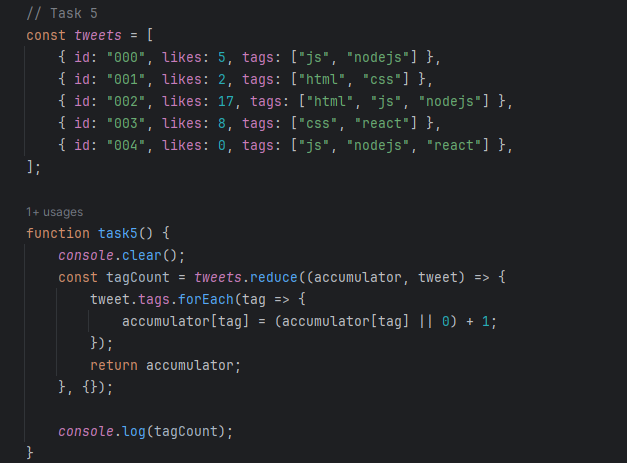 // Task 5
const tweets = [
    { id: "000", likes: 5, tags: ["js", "nodejs"] },
    { id: "001", likes: 2, tags: ["html", "css"] },
    { id: "002", likes: 17, tags: ["html", "js", "nodejs"] },
    { id: "003", likes: 8, tags: ["css", "react"] },
    { id: "004", likes: 0, tags: ["js", "nodejs", "react"] },
];
1+ usages
function task5() {
    console.clear();
    const tagCount = tweets.reduce((accumulator, tweet) => {
        tweet.tags.forEach(tag => {
            accumulator[tag] = (accumulator[tag] || 0) + 1;
        });
        return accumulator;
    }, {});
    console.log(tagCount);
}